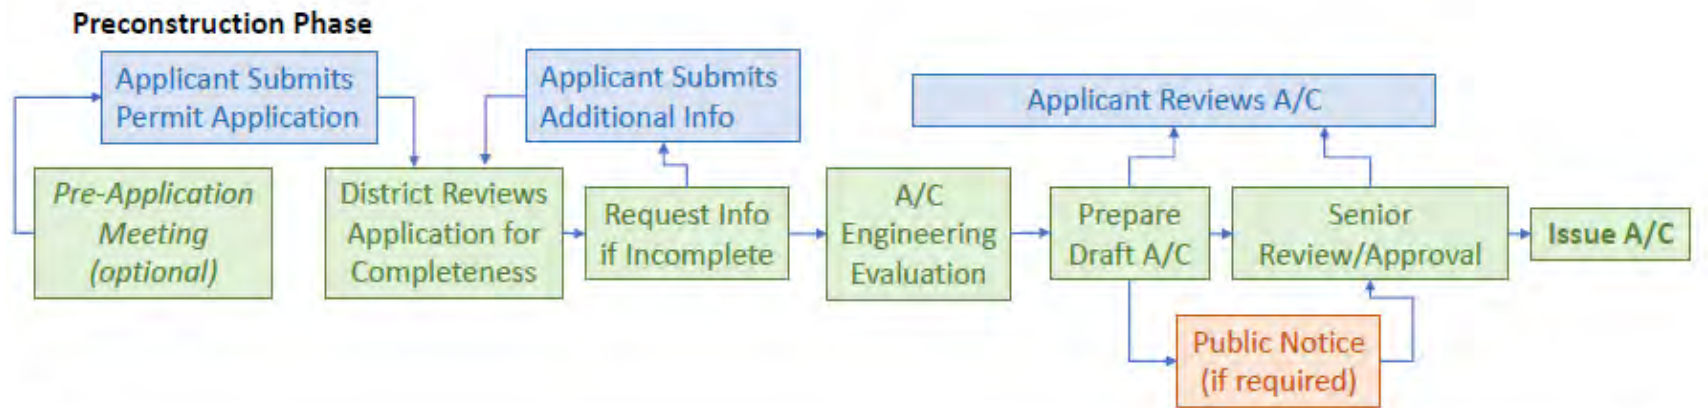 Preconstruction Phase
Applicant Submits
Permit Application
Applicant Submits
Additional Info
Applicant Reviews A/C
Pre-Application
Meeting
(optional)
District Reviews
Application for
Completeness
Request Info
if Incomplete
A/C
Engineering
Evaluation
Prepare
Draft A/C
Senior
Review/Approval
Issue A/C
Public Notice
(if required)